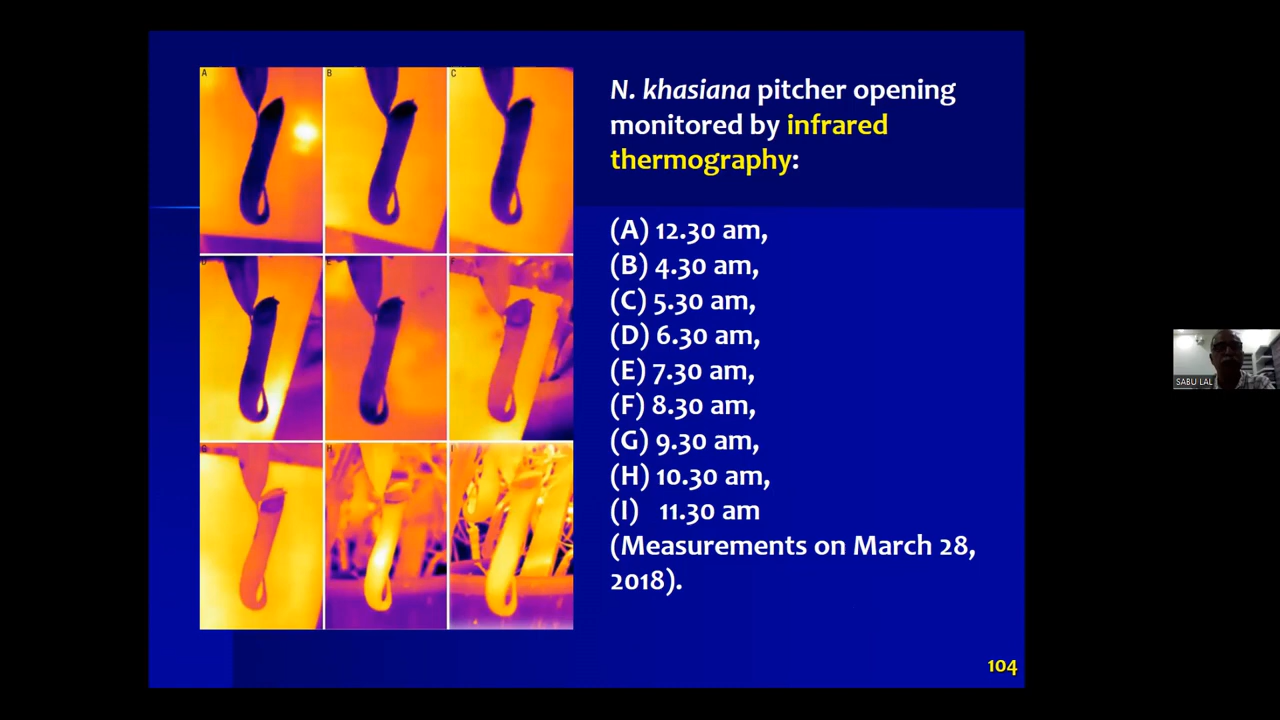 A
B
C
D
E
F
G
H
I
N. khasiana pitcher opening
monitored by infrared
thermography:
(A) 12.30 am,
(B) 4.30 am,
(C) 5.30 am,
(D) 6.30 am,
(E) 7.30 am,
(F) 8.30 am,
(G) 9.30 am,
(H) 10.30 am,
(I) 11.30 am
(Measurements on March 28,
2018).
SABU LAL
104